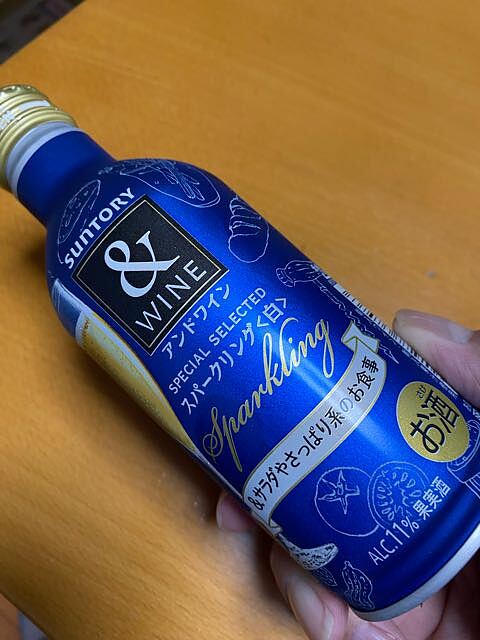 SUNTORY
&
WINE
アンドワイン
SPECIAL SELECTED
スパークリング<白>
Sparkling
&サラダやさっぱり系のお食事
お酒
ALC.11% 果実酒